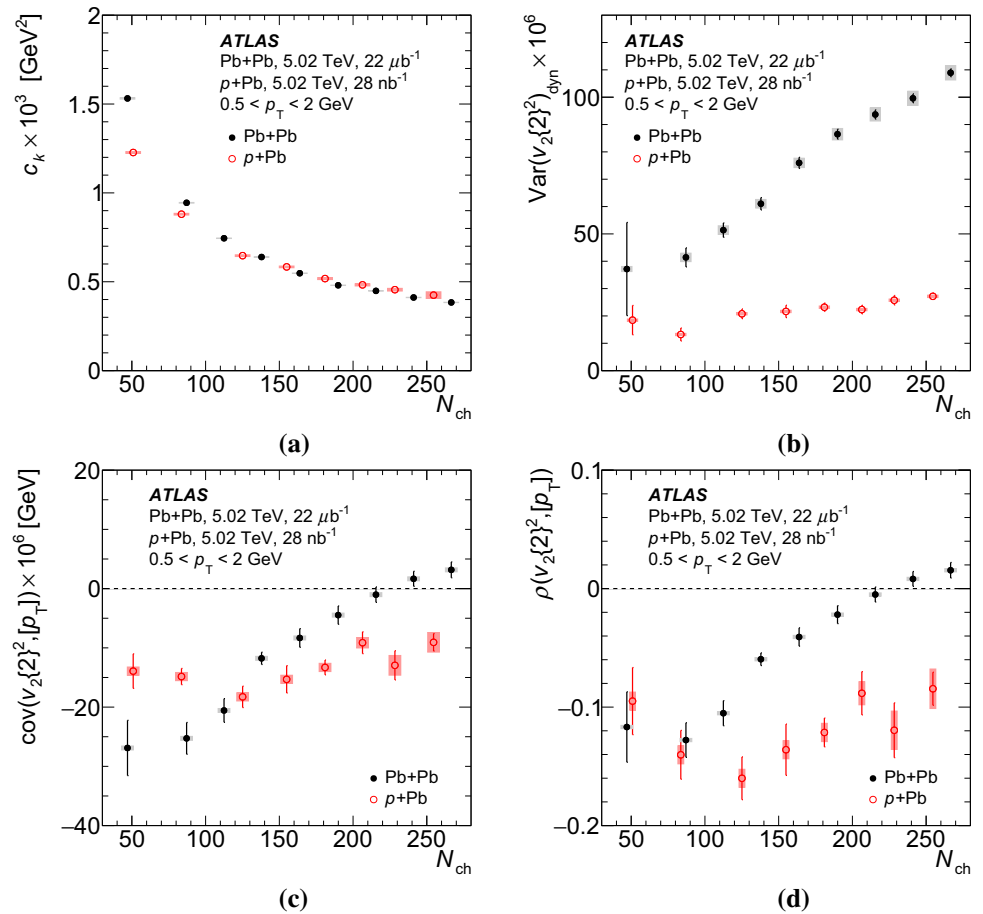 c_k × 10³ [GeV²]
2
1.5
1
0.5
0
ATLAS
Pb+Pb, 5.02 TeV, 22 μb⁻¹
p+Pb, 5.02 TeV, 28 nb⁻¹
0.5 < p_T < 2 GeV
Pb+Pb
p+Pb
50 100 150 200 250
N_ch
(a)
Var(v₂{2}²)_dyn × 10⁶
100
50
0
ATLAS
Pb+Pb, 5.02 TeV, 22 μb⁻¹
p+Pb, 5.02 TeV, 28 nb⁻¹
0.5 < p_T < 2 GeV
Pb+Pb
p+Pb
50 100 150 200 250
N_ch
(b)
cov(v₂{2}²,[p_T])×10⁶ [GeV]
20
0
−20
−40
ATLAS
Pb+Pb, 5.02 TeV, 22 μb⁻¹
p+Pb, 5.02 TeV, 28 nb⁻¹
0.5 < p_T < 2 GeV
Pb+Pb
p+Pb
50 100 150 200 250
N_ch
(c)
ρ(v₂{2}²,[p_T])
0.1
0
−0.1
−0.2
ATLAS
Pb+Pb, 5.02 TeV, 22 μb⁻¹
p+Pb, 5.02 TeV, 28 nb⁻¹
0.5 < p_T < 2 GeV
Pb+Pb
p+Pb
50 100 150 200 250
N_ch
(d)